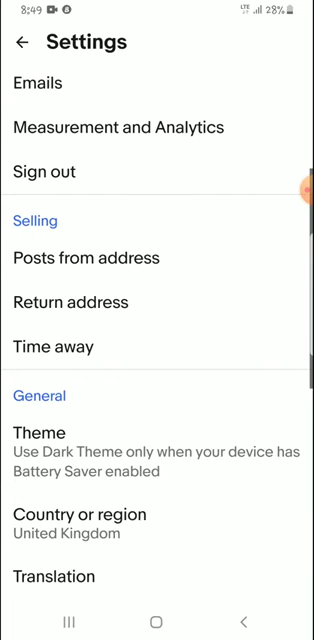 8:49 LTE 28%
Settings
Emails
Measurement and Analytics
Sign out
Selling
Posts from address
Return address
Time away
General
Theme
Use Dark Theme only when your device has
Battery Saver enabled
Country or region
United Kingdom
Translation